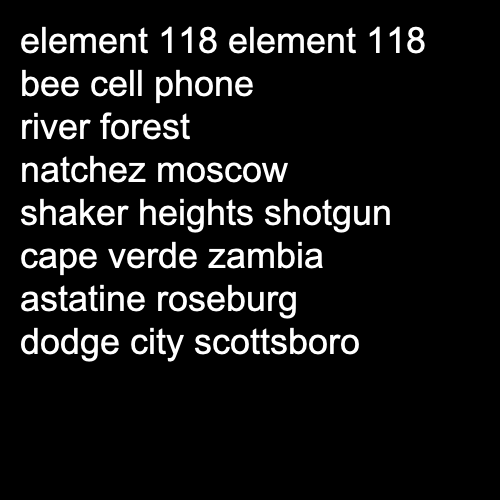 element 118 element 118
bee cell phone
river forest
natchez moscow
shaker heights shotgun
cape verde zambia
astatine roseburg
dodge city scottsboro